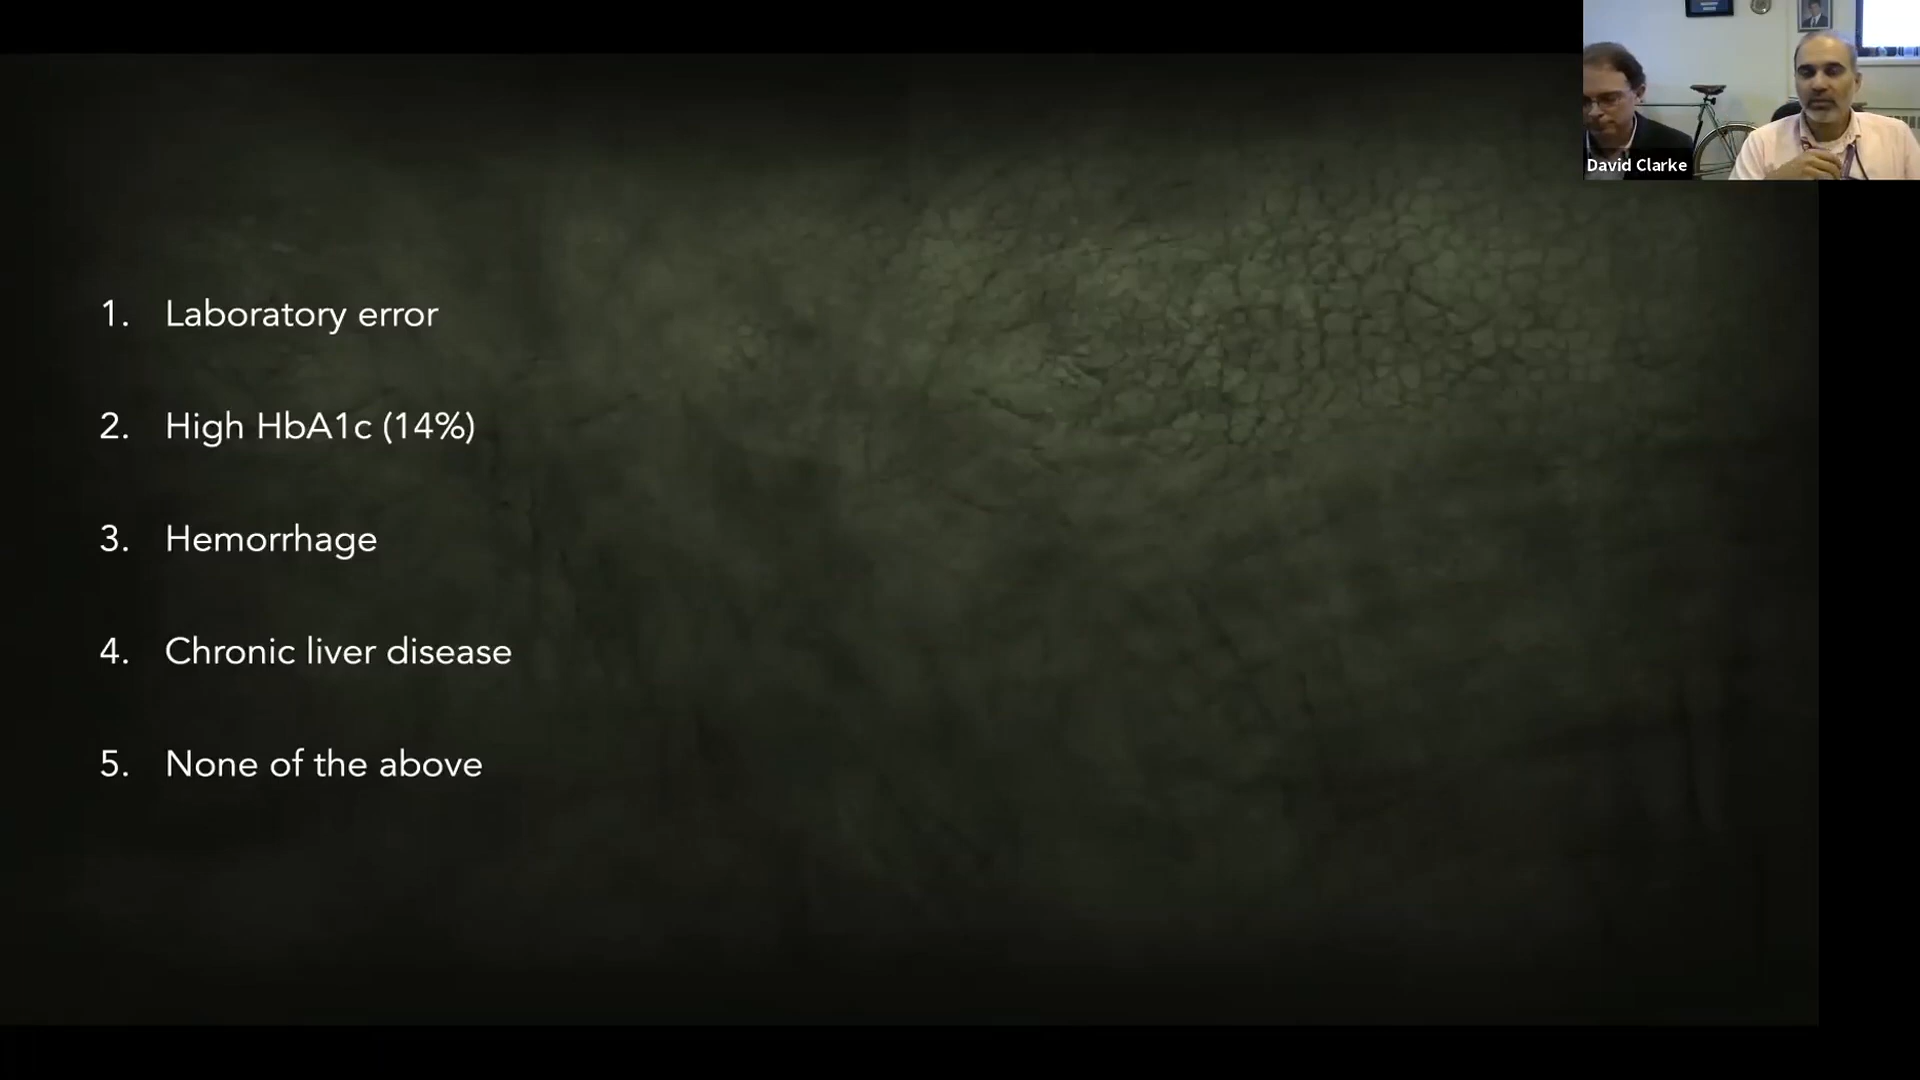 David Clarke
1. Laboratory error
2. High HbA1c (14%)
3. Hemorrhage
4. Chronic liver disease
5. None of the above